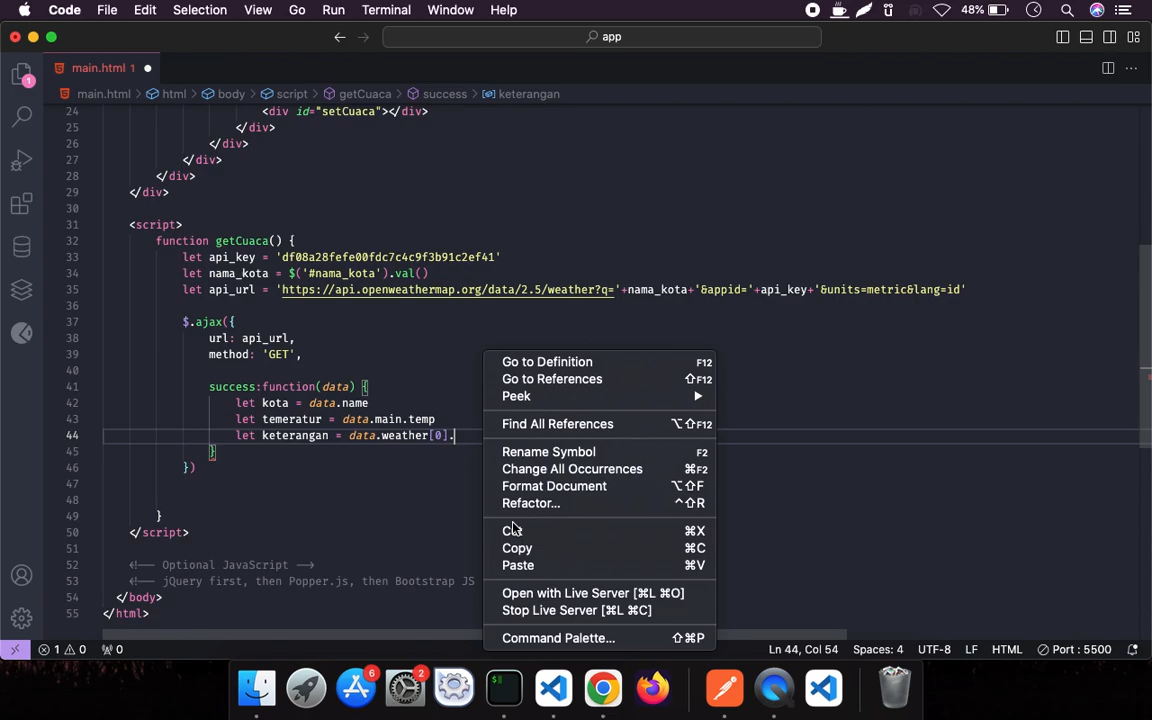 Code File Edit Selection View Go Run Terminal Window Help 48%
app
main.html 1
main.html html body script getCuaca success keterangan
24 <div id="setCuaca"></div>
25 </div>
26 </div>
27 </div>
28 </div>
29 </div>
30
31 <script>
32 function getCuaca() {
33 let api_key = 'df08a28fefe00fdc7c4c9f3b91c2ef41'
34 let nama_kota = $('#nama_kota').val()
35 let api_url = 'https://api.openweathermap.org/data/2.5/weather?q='+nama_kota+'&appid='+api_key+'&units=metric&lang=id'
36
37 $.ajax({
38 url: api_url,
39 method: 'GET',
40
41 success:function(data) {
42 let kota = data.name
43 let temeratur = data.main.temp
44 let keterangan = data.weather[0].
45 }
46 })
47
48
49 }
50 </script>
51
52 <!-- Optional JavaScript -->
53 <!-- jQuery first, then Popper.js, then Bootstrap JS
54 </body>
55 </html>
Go to Definition F12
Go to References ⇧F12
Peek
Find All References ⌥⇧F12
Rename Symbol F2
Change All Occurrences ⌘F2
Format Document ⌥⇧F
Refactor... ^⇧R
Cut ⌘X
Copy ⌘C
Paste ⌘V
Open with Live Server [⌘L ⌘O]
Stop Live Server [⌘L ⌘C]
Command Palette... ⇧⌘P
1 0 0 Ln 44, Col 54 Spaces: 4 UTF-8 LF HTML Port : 5500
1
6
2